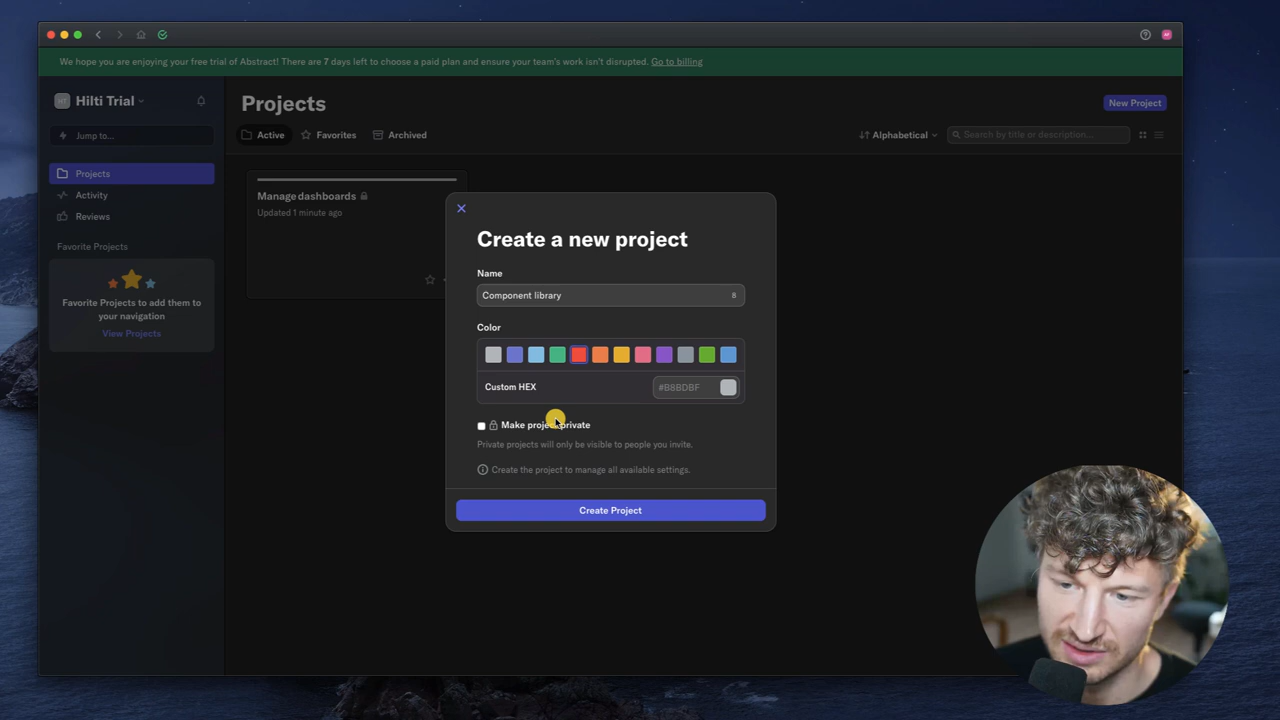 We hope you are enjoying your free trial of Abstract! There are 7 days left to choose a paid plan and ensure your team's work isn't disrupted. Go to billing
HT Hilti Trial
Jump to...
Projects
Activity
Reviews
Favorite Projects
Favorite Projects to add them to
your navigation
View Projects
Projects
New Project
Active
Favorites
Archived
Alphabetical
Search by title or description...
Manage dashboards
Updated 1 minute ago
Create a new project
Name
Component library
8
Color
Custom HEX
#B8BDBF
Make project private
Private projects will only be visible to people you invite.
Create the project to manage all available settings.
Create Project